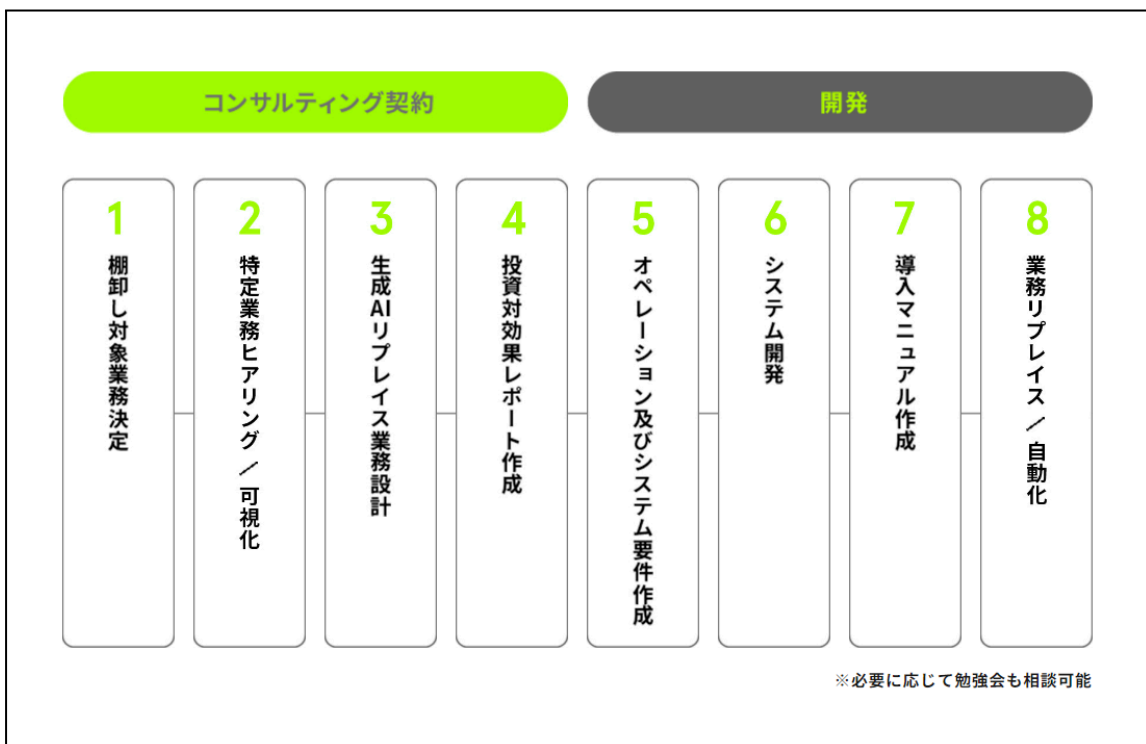 コンサルティング契約
開発
1
棚卸し対象業務決定
2
特定業務ヒアリング/可視化
3
生成AIリプレイス業務設計
4
投資対効果レポート作成
5
オペレーション及びシステム要件作成
6
システム開発
7
導入マニュアル作成
8
業務リプレイス/自動化
※必要に応じて勉強会も相談可能